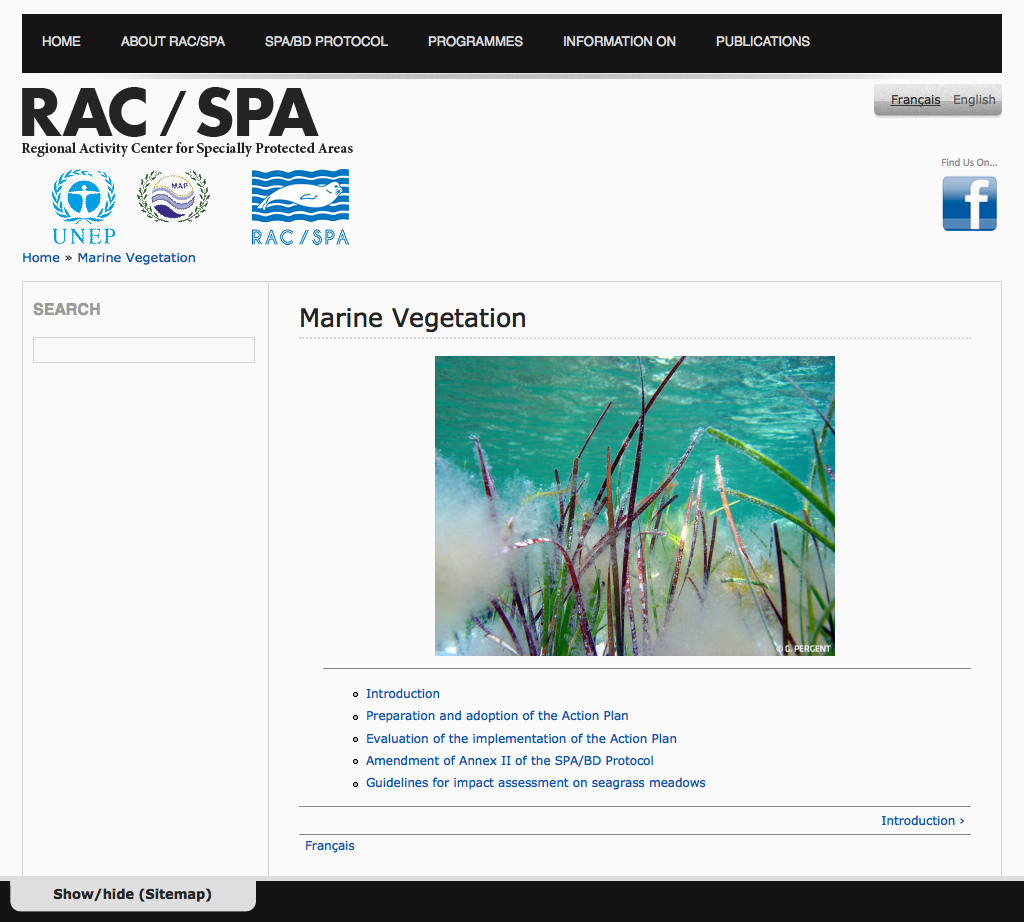 HOME ABOUT RAC/SPA SPA/BD PROTOCOL PROGRAMMES INFORMATION ON PUBLICATIONS
RAC / SPA
Français English
Regional Activity Center for Specially Protected Areas
Find Us On...
MAP
UNEP
RAC / SPA
Home » Marine Vegetation
SEARCH
Marine Vegetation
© G. PERGENT
Introduction
Preparation and adoption of the Action Plan
Evaluation of the implementation of the Action Plan
Amendment of Annex II of the SPA/BD Protocol
Guidelines for impact assessment on seagrass meadows
Introduction ›
Français
Show/hide (Sitemap)